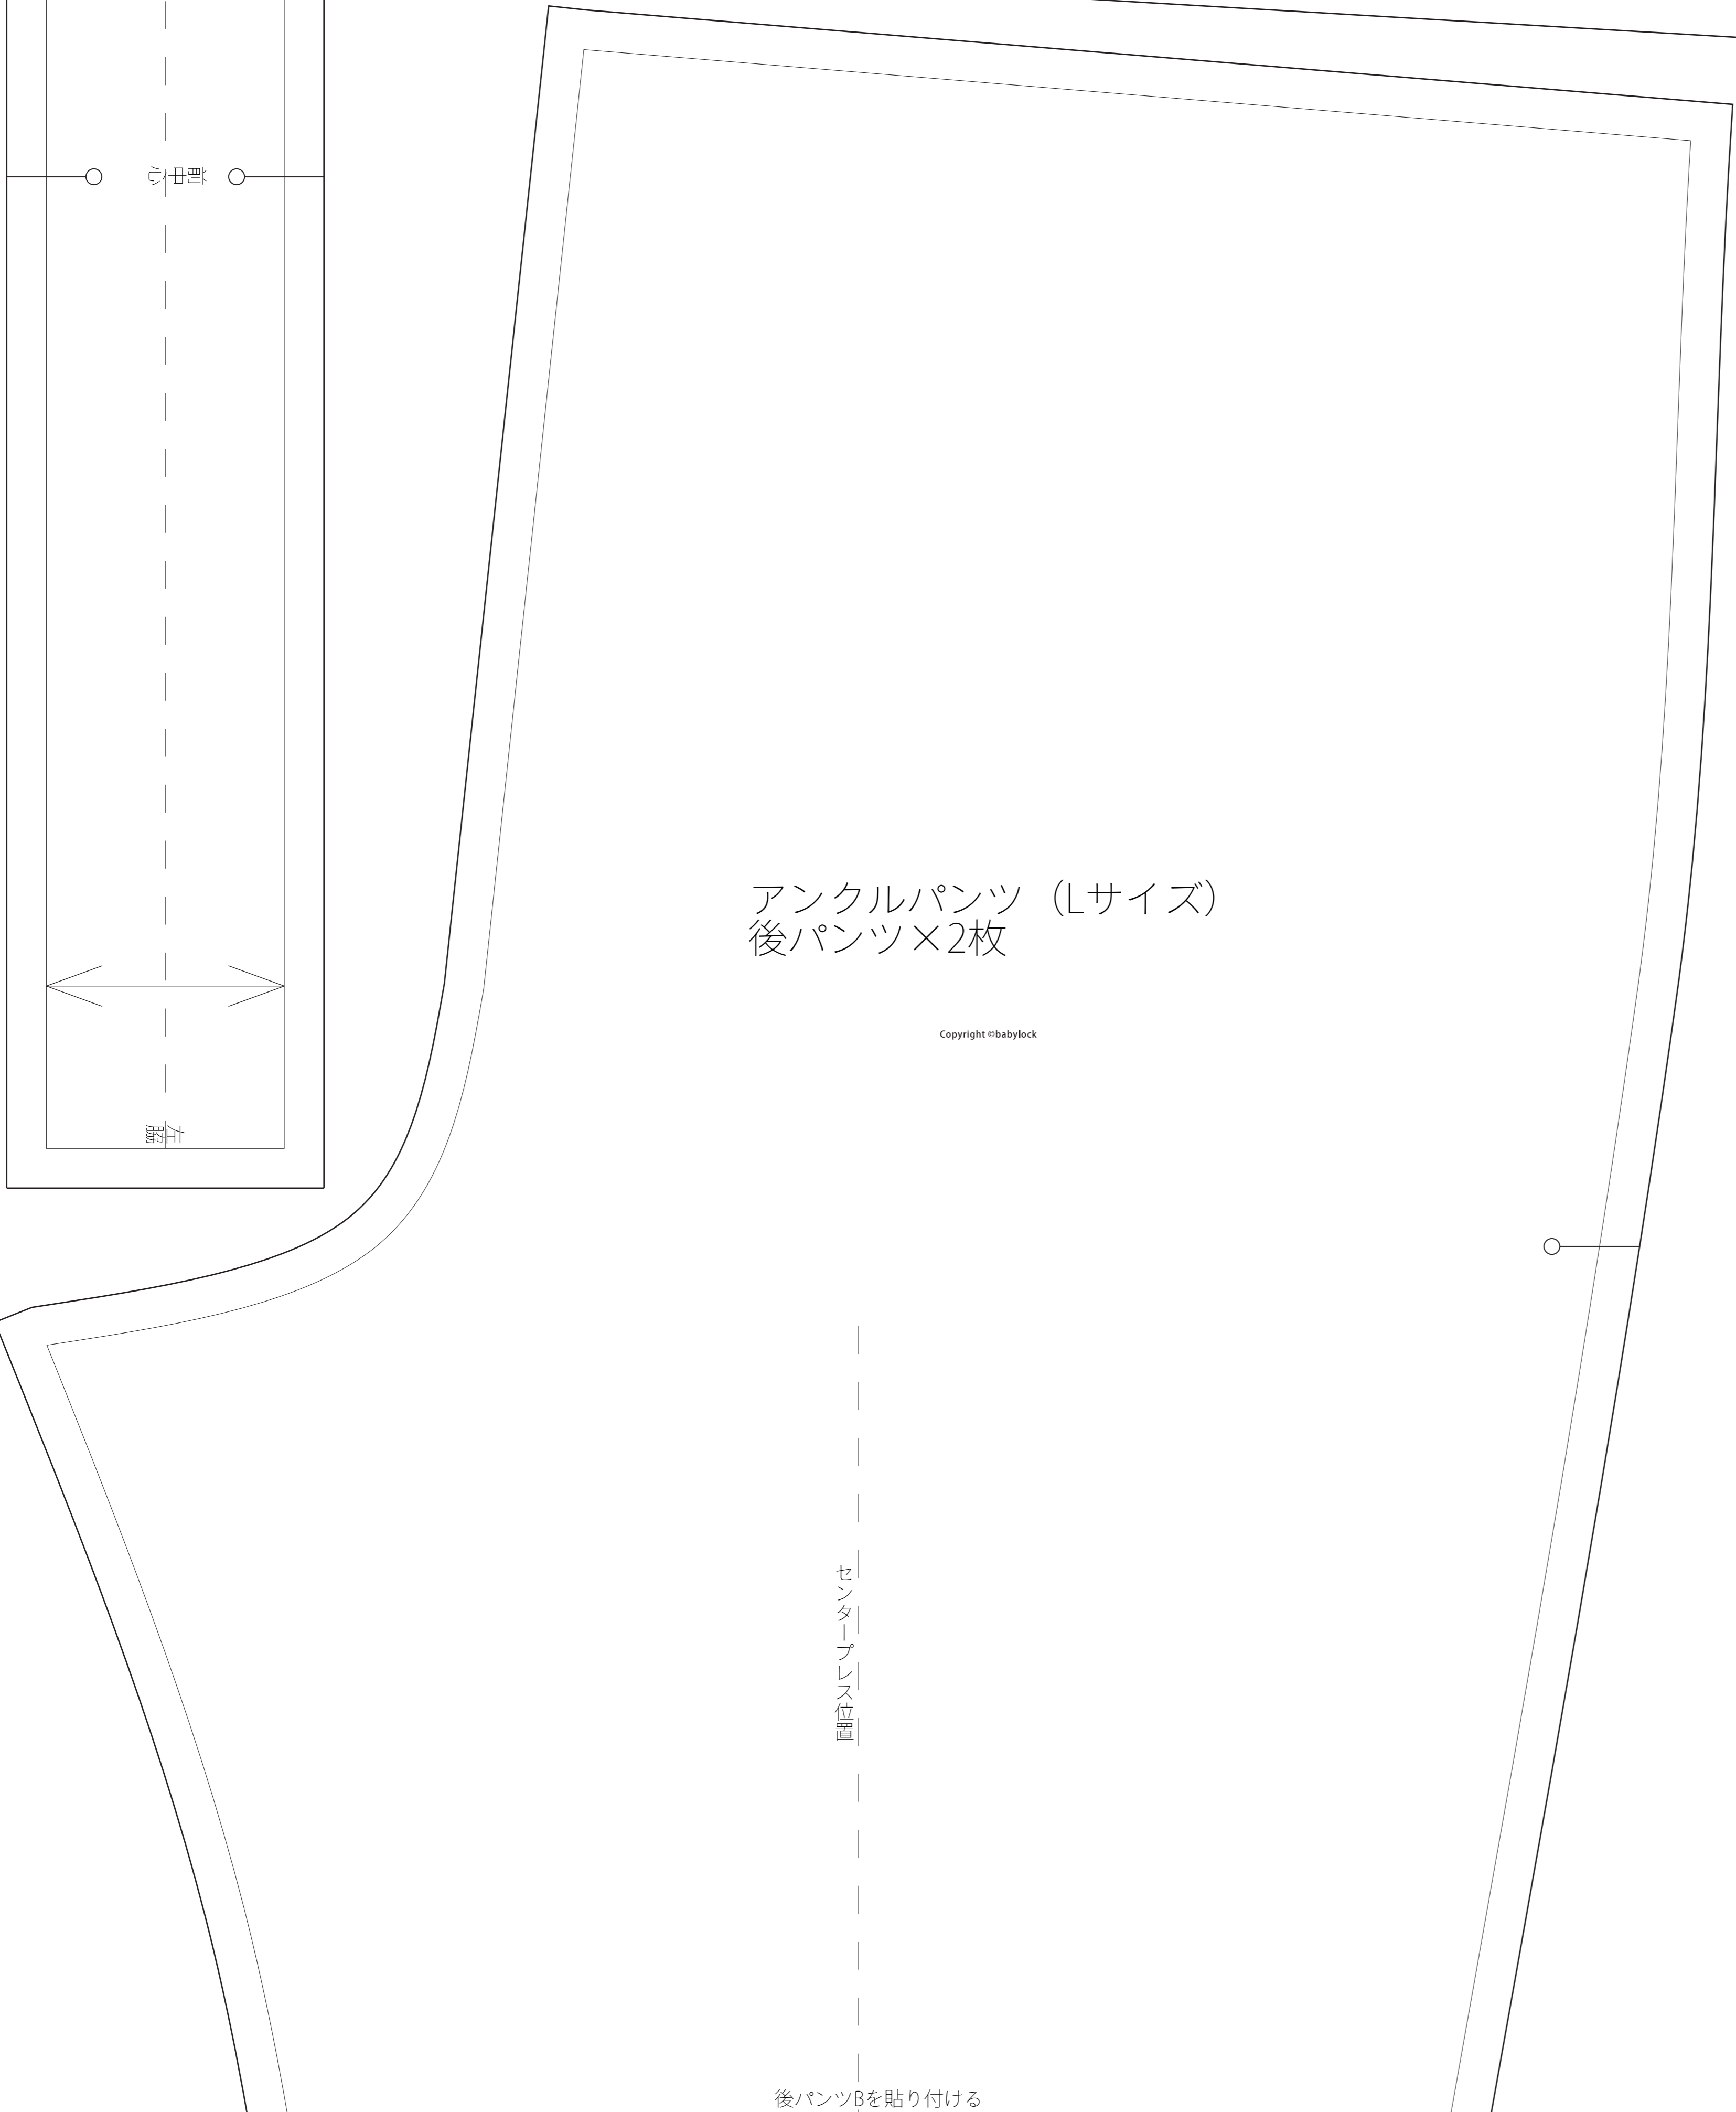 前中心
左脇
アンクルパンツ（Lサイズ）
後パンツ×2枚
Copyright ©babylock
センタープレス位置
後パンツBを貼り付ける